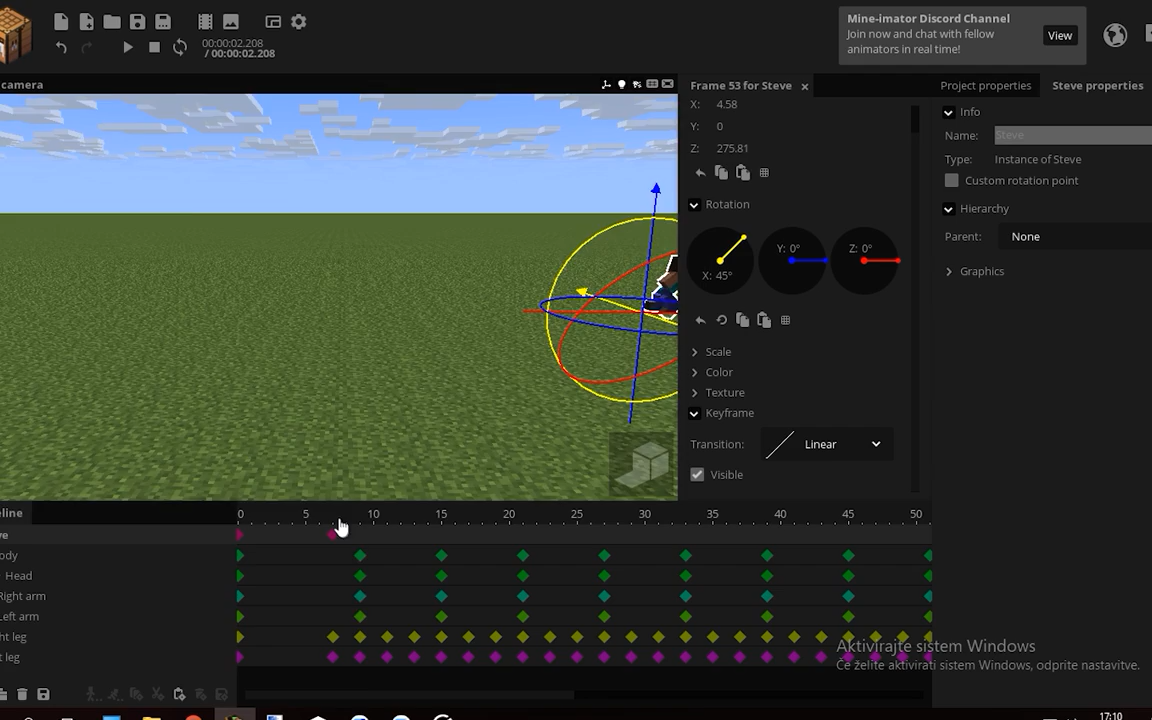 Mine-imator Discord Channel
Join now and chat with fellow
animators in real time!
View
00:00:02.208
/ 00:00:02.208
camera
Frame 53 for Steve
Project properties
Steve properties
X: 4.58
Y: 0
Z: 275.81
Rotation
X: 45°
Y: 0°
Z: 0°
Scale
Color
Texture
Keyframe
Transition:
Linear
Visible
Info
Name:
Steve
Type:
Instance of Steve
Custom rotation point
Hierarchy
Parent:
None
Graphics
eline
0 5 10 15 20 25 30 35 40 45 50
ve
ody
Head
Right arm
Left arm
ht leg
t leg
Aktivirajte sistem Windows
Če želite aktivirati sistem Windows, odprite nastavitve.
17:10